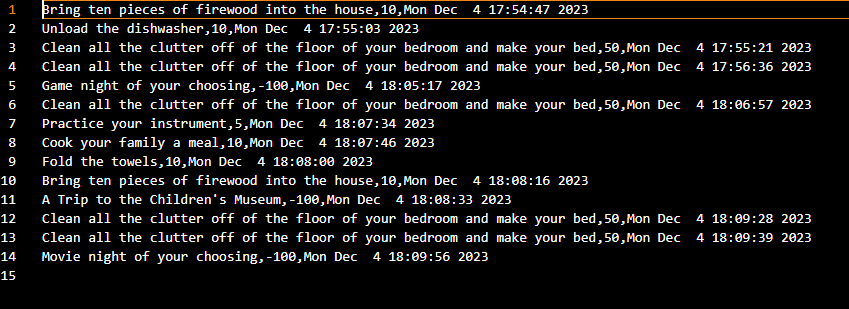 1 Bring ten pieces of firewood into the house,10,Mon Dec  4 17:54:47 2023
2 Unload the dishwasher,10,Mon Dec  4 17:55:03 2023
3 Clean all the clutter off of the floor of your bedroom and make your bed,50,Mon Dec  4 17:55:21 2023
4 Clean all the clutter off of the floor of your bedroom and make your bed,50,Mon Dec  4 17:56:36 2023
5 Game night of your choosing,-100,Mon Dec  4 18:05:17 2023
6 Clean all the clutter off of the floor of your bedroom and make your bed,50,Mon Dec  4 18:06:57 2023
7 Practice your instrument,5,Mon Dec  4 18:07:34 2023
8 Cook your family a meal,10,Mon Dec  4 18:07:46 2023
9 Fold the towels,10,Mon Dec  4 18:08:00 2023
10 Bring ten pieces of firewood into the house,10,Mon Dec  4 18:08:16 2023
11 A Trip to the Children's Museum,-100,Mon Dec  4 18:08:33 2023
12 Clean all the clutter off of the floor of your bedroom and make your bed,50,Mon Dec  4 18:09:28 2023
13 Clean all the clutter off of the floor of your bedroom and make your bed,50,Mon Dec  4 18:09:39 2023
14 Movie night of your choosing,-100,Mon Dec  4 18:09:56 2023
15